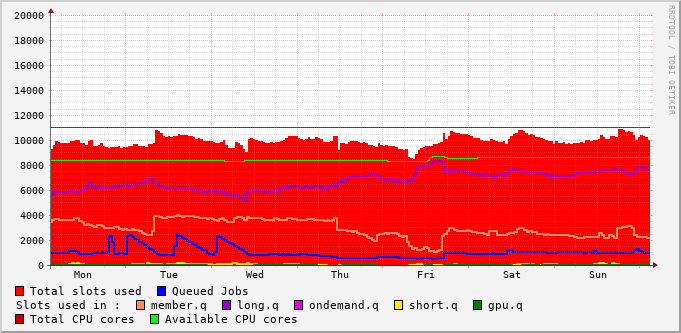 20000
18000
16000
14000
12000
10000
8000
6000
4000
2000
0
Mon Tue Wed Thu Fri Sat Sun
RRDTOOL / TOBI OETIKER
Total slots used Queued Jobs
Slots used in : member.q long.q ondemand.q short.q gpu.q
Total CPU cores Available CPU cores